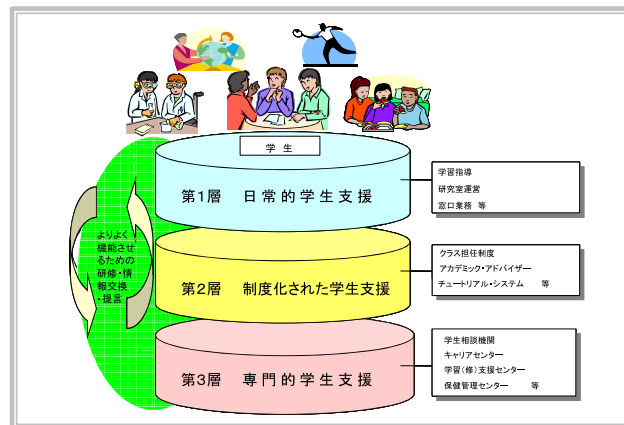 学 生
第1層 日常的学生支援
学習指導
研究室運営
窓口業務 等
よりよく
機能させ
るための
研修・情
報交換
・提言
第2層 制度化された学生支援
クラス担任制度
アカデミック・アドバイザー
チュートリアル・システム 等
第3層 専門的学生支援
学生相談機関
キャリアセンター
学習(修)支援センター
保健管理センター 等